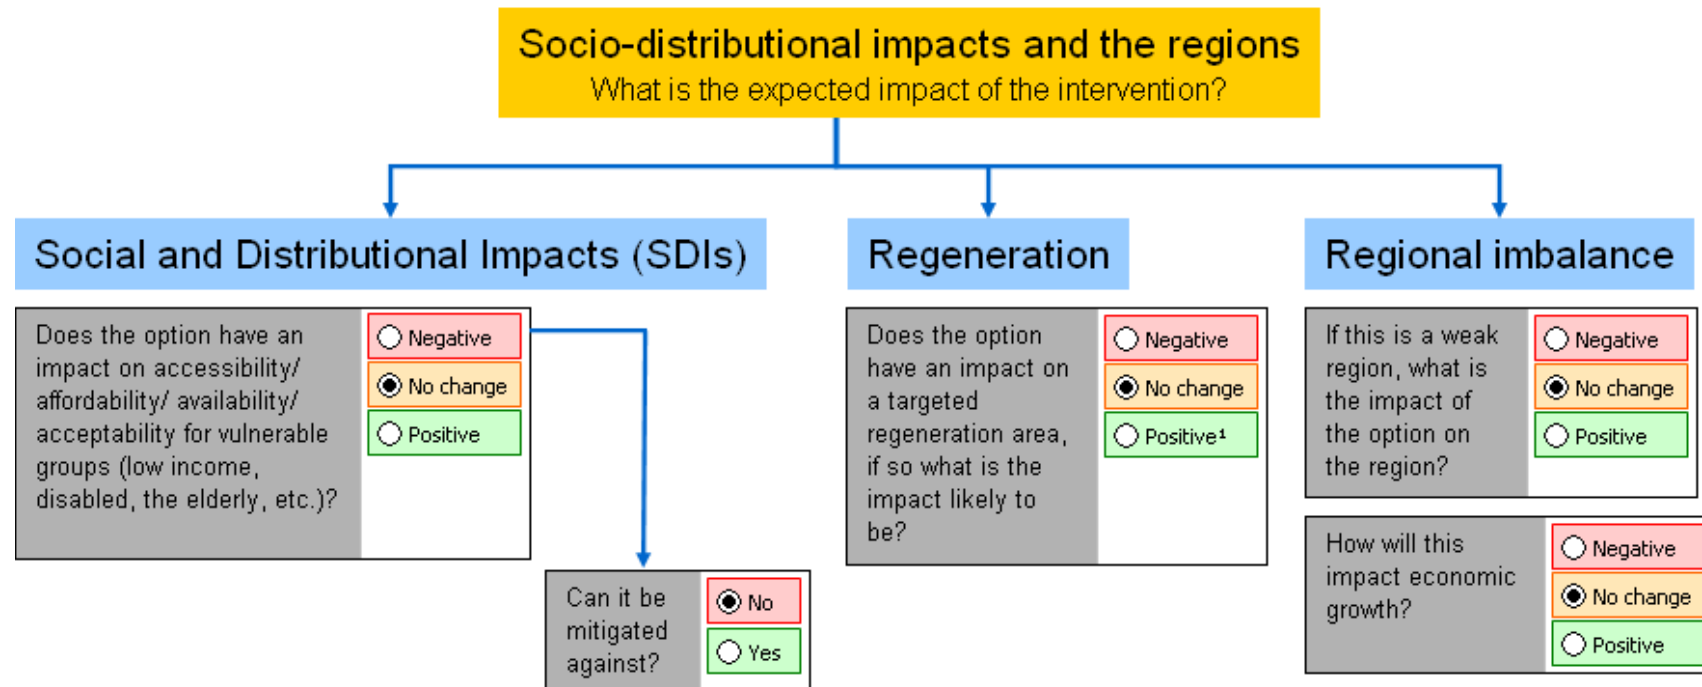 Socio-distributional impacts and the regions
What is the expected impact of the intervention?
Social and Distributional Impacts (SDIs)
Does the option have an
impact on accessibility/
affordability/ availability/
acceptability for vulnerable
groups (low income,
disabled, the elderly, etc.)?
Negative
No change
Positive
Can it be
mitigated
against?
No
Yes
Regeneration
Does the option
have an impact on
a targeted
regeneration area,
if so what is the
impact likely to
be?
Negative
No change
Positive¹
Regional imbalance
If this is a weak
region, what is
the impact of
the option on
the region?
Negative
No change
Positive
How will this
impact economic
growth?
Negative
No change
Positive